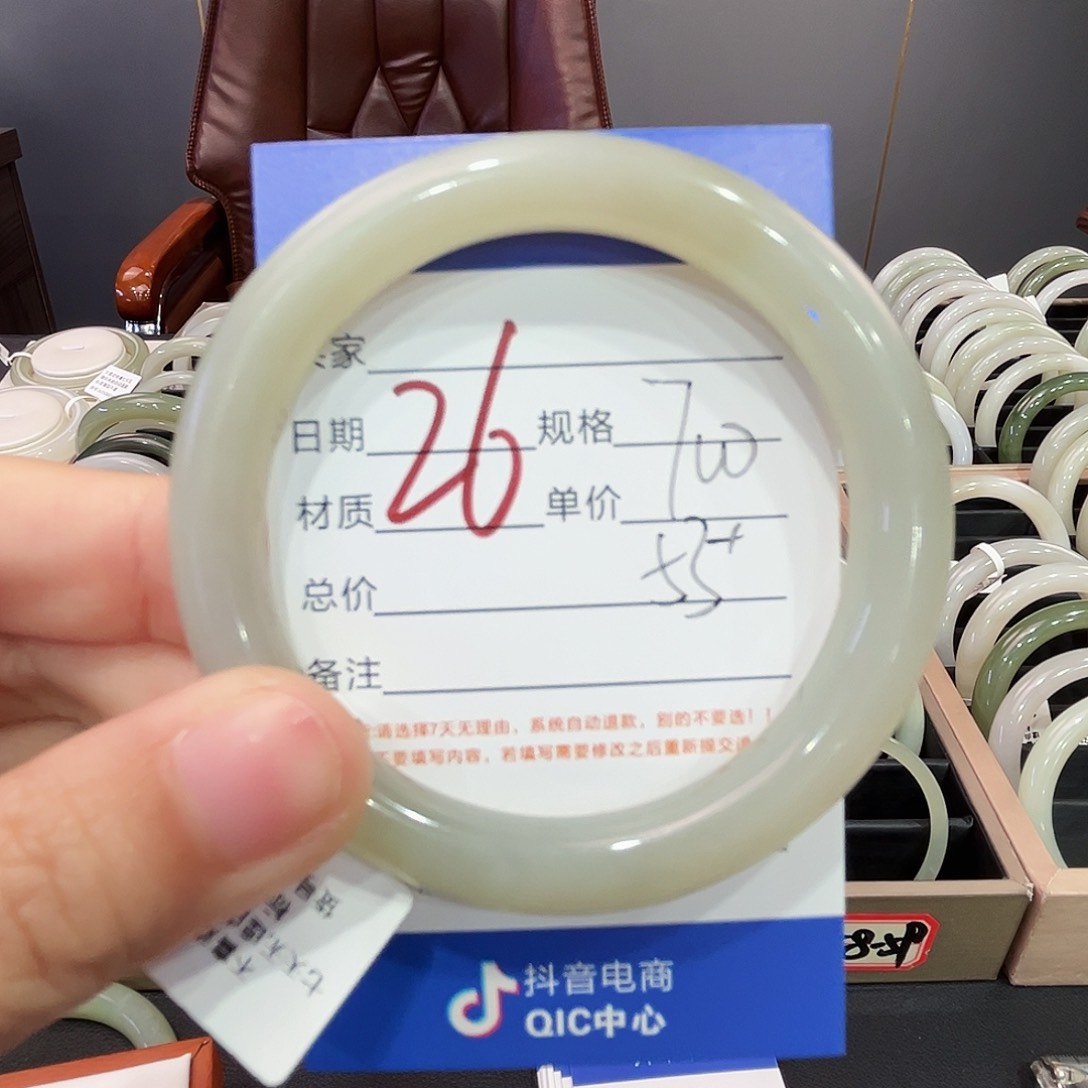 家
日期 26 规格 700
材质 单价
总价 53+
备注
:请选择7天无理由，系统自动退款，别的不要选！！
不要填写内容，若填写需要修改之后重新提交退
抖音电商
QIC中心